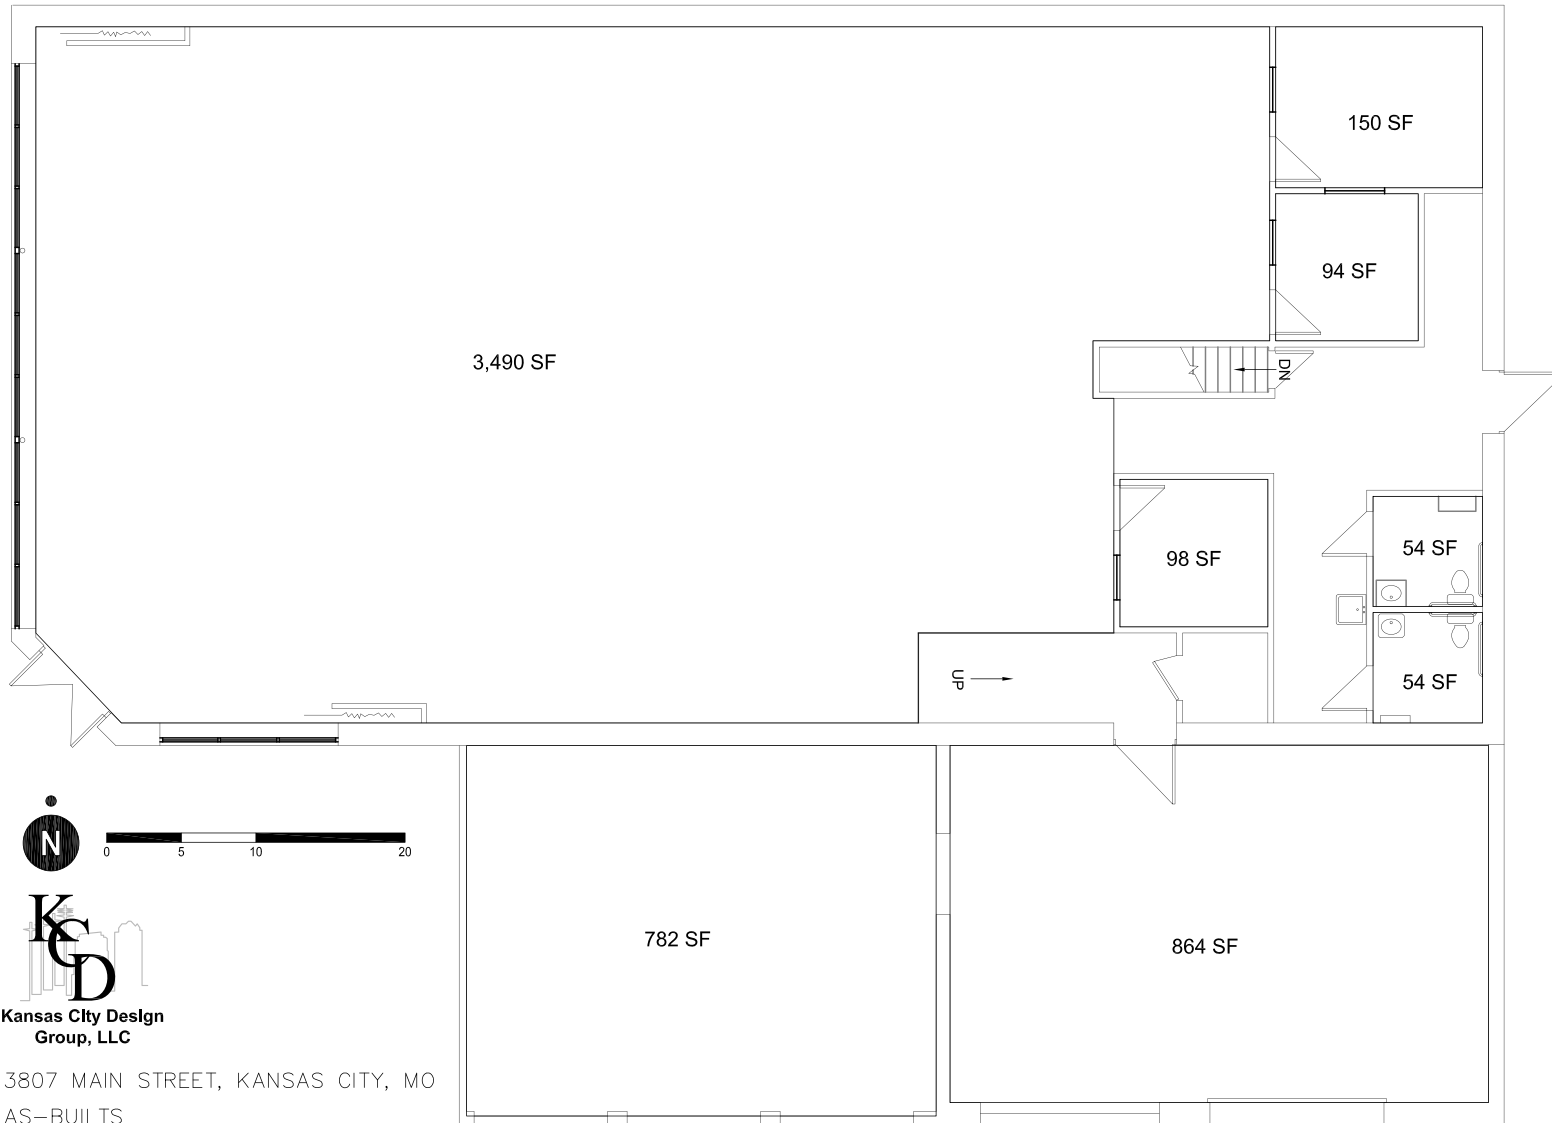 150 SF
94 SF
3,490 SF
DN
98 SF
54 SF
54 SF
UP
N
0 5 10 20
782 SF
864 SF
KCD
Kansas City Design
Group, LLC
3807 MAIN STREET, KANSAS CITY, MO
AS-BUILTS